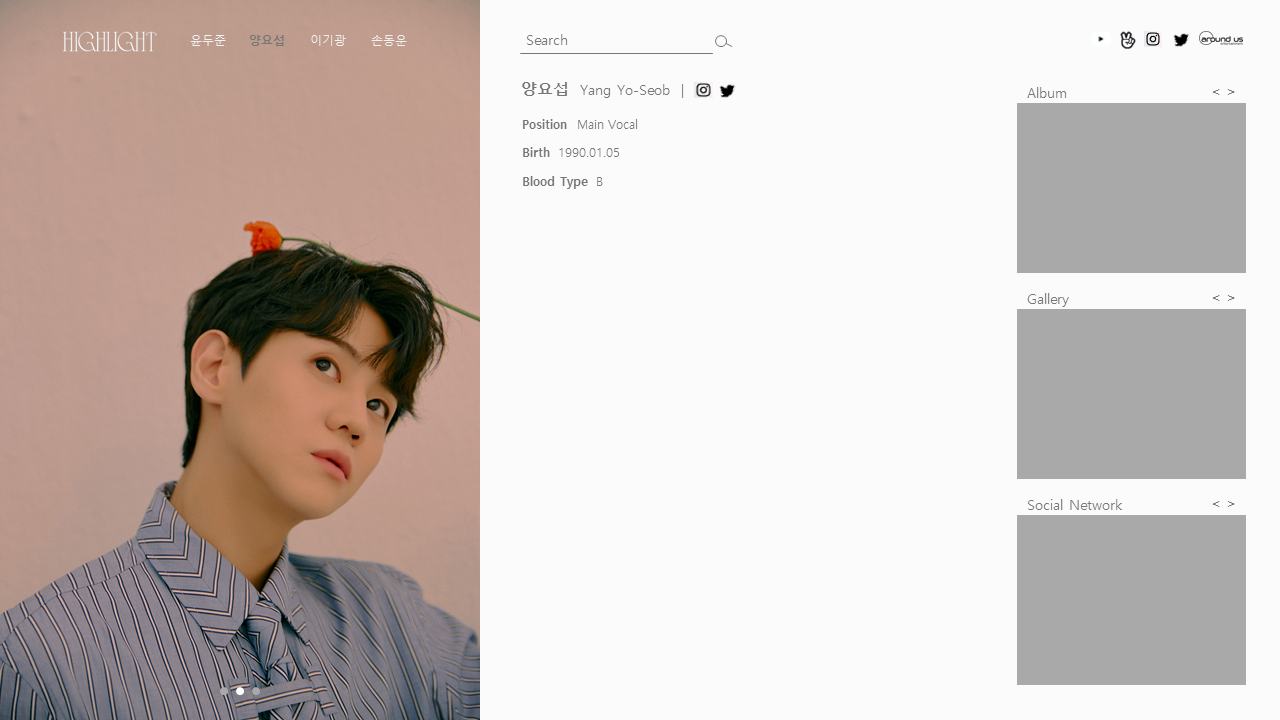 HIGHLIGHT 윤두준 양요섭 이기광 손동운
Search
around us
entertainment
양요섭 Yang Yo-Seob |
Position Main Vocal
Birth 1990.01.05
Blood Type B
Album < >
Gallery < >
Social Network < >